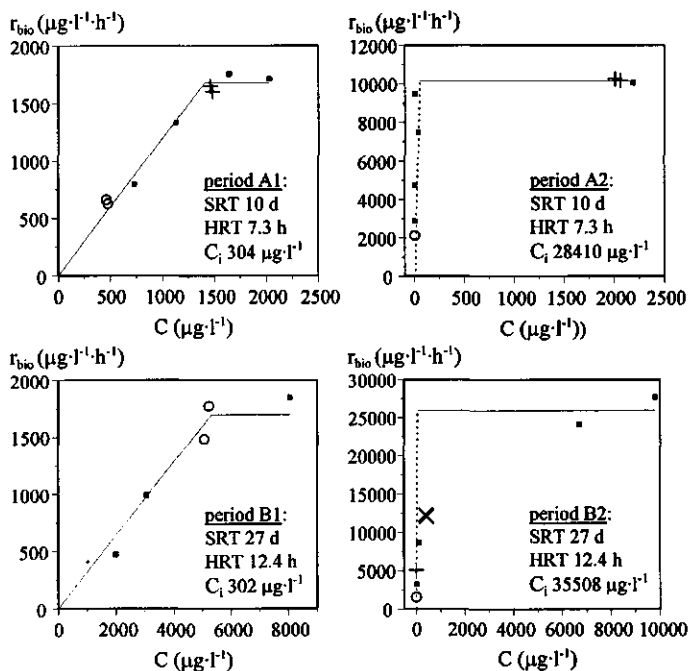 r_bio (µg·l⁻¹·h⁻¹)
2000
1500
1000
500
0
0 500 1000 1500 2000 2500
C (µg·l⁻¹)
period A1:
SRT 10 d
HRT 7.3 h
C_i 304 µg·l⁻¹
r_bio (µg·l⁻¹·h⁻¹)
12000
10000
8000
6000
4000
2000
0
0 500 1000 1500 2000 2500
C (µg·l⁻¹))
period A2:
SRT 10 d
HRT 7.3 h
C_i 28410 µg·l⁻¹
r_bio (µg·l⁻¹·h⁻¹)
2000
1500
1000
500
0
0 2000 4000 6000 8000
C (µg·l⁻¹)
period B1:
SRT 27 d
HRT 12.4 h
C_i 302 µg·l⁻¹
r_bio (µg·l⁻¹·h⁻¹)
30000
25000
20000
15000
10000
5000
0
0 2000 4000 6000 8000 10000
C (µg·l⁻¹)
period B2:
SRT 27 d
HRT 12.4 h
C_i 35508 µg·l⁻¹